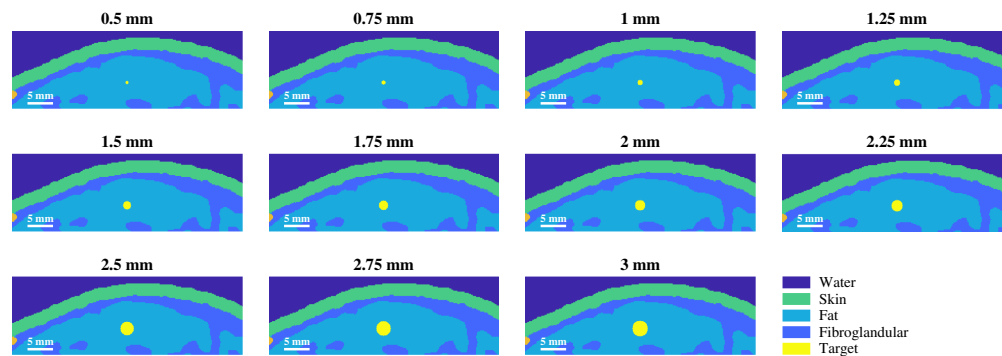 0.5 mm 0.75 mm 1 mm 1.25 mm
5 mm 5 mm 5 mm 5 mm
1.5 mm 1.75 mm 2 mm 2.25 mm
5 mm 5 mm 5 mm 5 mm
2.5 mm 2.75 mm 3 mm
5 mm 5 mm 5 mm
Water
Skin
Fat
Fibroglandular
Target